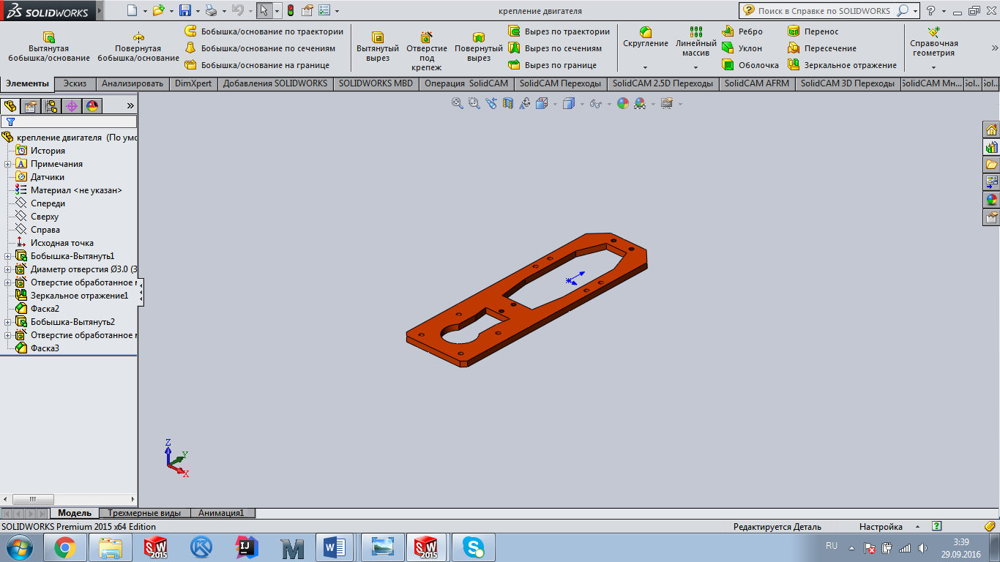 SOLIDWORKS
крепление двигателя
Поиск в Справке по SOLIDWORKS
Вытянутая бобышка/основание
Повернутая бобышка/основание
Бобышка/основание по траектории
Бобышка/основание по сечениям
Бобышка/основание на границе
Вытянутый вырез
Отверстие под крепеж
Повернутый вырез
Вырез по траектории
Вырез по сечениям
Вырез по границе
Скругление
Линейный массив
Ребро
Уклон
Оболочка
Перенос
Пересечение
Зеркальное отражение
Справочная геометрия
Элементы
Эскиз
Анализировать
DimXpert
Добавления SOLIDWORKS
SOLIDWORKS MBD
Операция SolidCAM
SolidCAM Переходы
SolidCAM 2.5D Переходы
SolidCAM AFRM
SolidCAM 3D Переходы
SolidCAM Мн...
Sol...
Sol...
крепление двигателя (По умо
История
Примечания
Датчики
Материал <не указан>
Спереди
Сверху
Справа
Исходная точка
Бобышка-Вытянуть1
Диаметр отверстия Ø3.0 (3
Отверстие обработанное м
Зеркальное отражение1
Фаска2
Бобышка-Вытянуть2
Отверстие обработанное м
Фаска3
Z
Y
X
Модель
Трехмерные виды
Анимация1
SOLIDWORKS Premium 2015 x64 Edition
Редактируется Деталь
Настройка
SW 2015
IJ
SW 2015
RU
3:39
29.09.2016